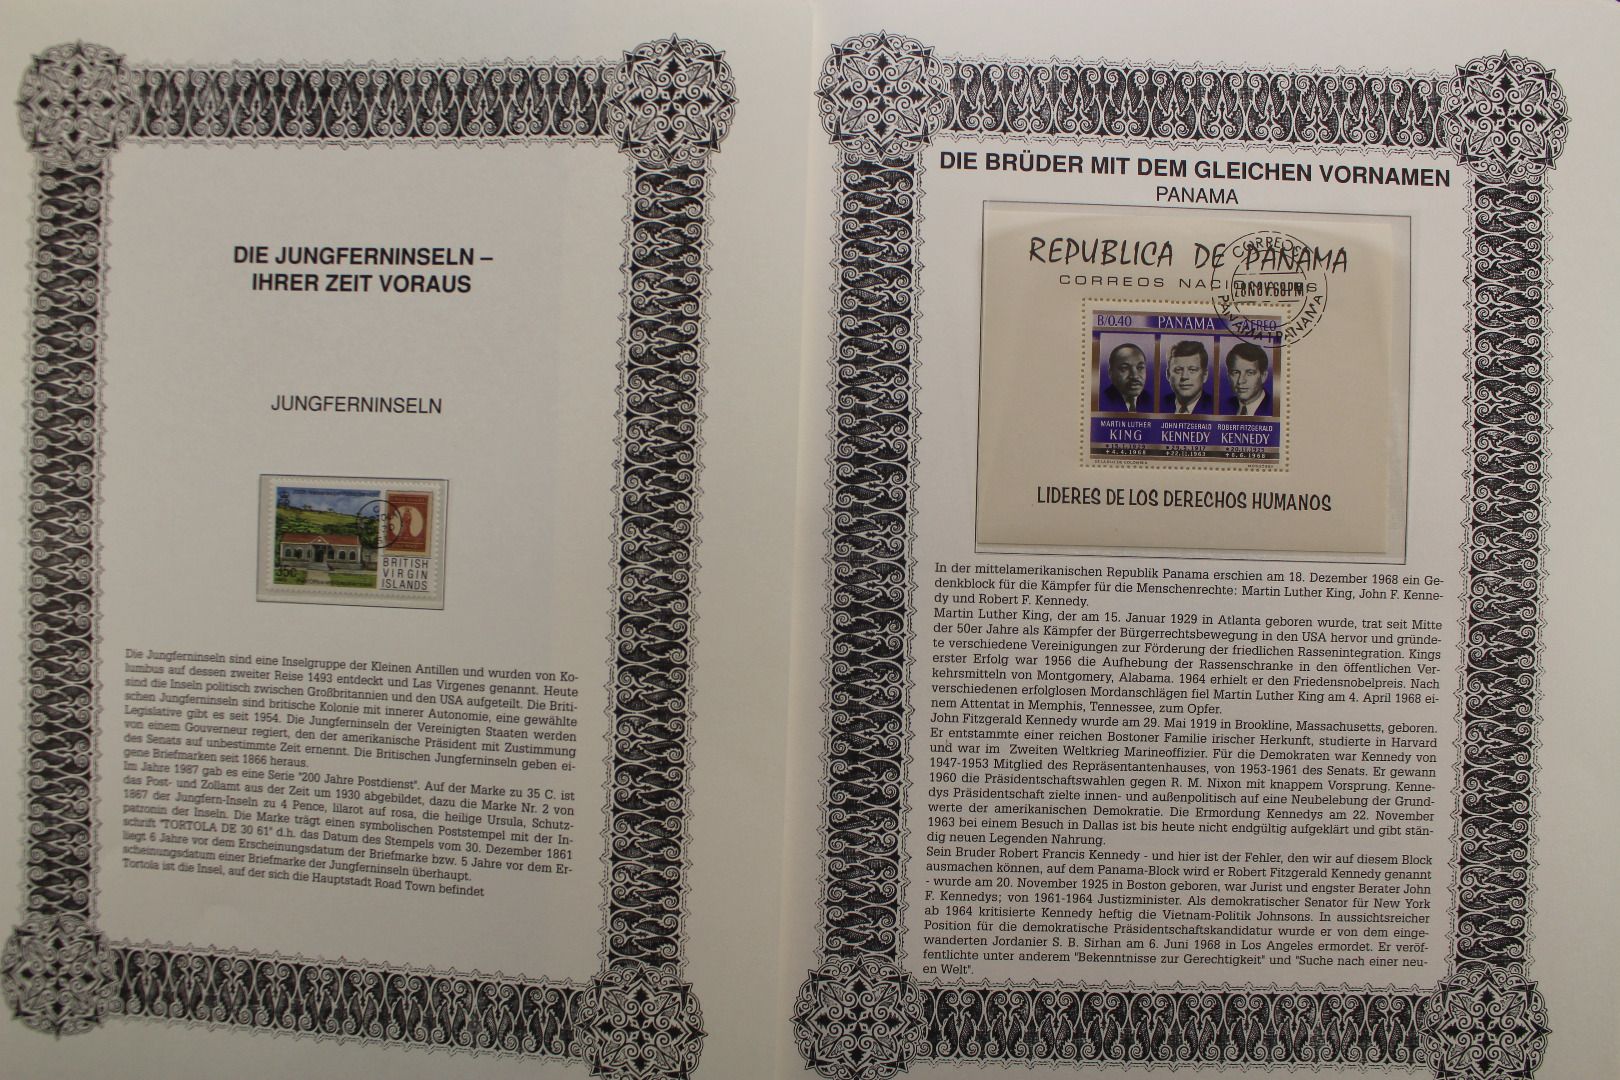 DIE JUNGFERNINSELN –
IHRER ZEIT VORAUS
JUNGFERNINSELN
35c
BRITISH
VIRGIN
ISLANDS
Die Jungferninseln sind eine Inselgruppe der Kleinen Antillen und wurden von Ko-
lumbus auf dessen zweiter Reise 1493 entdeckt und Las Virgenes genannt. Heute
sind die Inseln politisch zwischen Großbritannien und den USA aufgeteilt. Die Briti-
schen Jungferninseln sind britische Kolonie mit innerer Autonomie, eine gewählte
Legislative gibt es seit 1954. Die Jungferninseln der Vereinigten Staaten werden
von einem Gouverneur regiert, den der amerikanische Präsident mit Zustimmung
des Senats auf unbestimmte Zeit ernennt. Die Britischen Jungferninseln geben ei-
gene Briefmarken seit 1866 heraus.
Im Jahre 1987 gab es eine Serie "200 Jahre Postdienst". Auf der Marke zu 35 C. ist
das Post- und Zollamt aus der Zeit um 1930 abgebildet, dazu die Marke Nr. 2 von
1867 der Jungfern-Inseln zu 4 Pence, lilarot auf rosa, die heilige Ursula, Schutz-
patronin der Inseln. Die Marke trägt einen symbolischen Poststempel mit der In-
schrift "TORTOLA DE 30 61" d.h. das Datum des Stempels vom 30. Dezember 1861
liegt 6 Jahre vor dem Erscheinungsdatum der Briefmarke bzw. 5 Jahre vor dem Er-
scheinungsdatum einer Briefmarke der Jungferninseln überhaupt.
Tortola ist die Insel, auf der sich die Hauptstadt Road Town befindet
DIE BRÜDER MIT DEM GLEICHEN VORNAMEN
PANAMA
REPUBLICA DE PANAMA
CORREOS NACIONALES
CORREOS
28NOV.68PM
PANAMA 1 PANAMA
B/0.40 PANAMA AEREO
MARTIN LUTHER KING
JOHN FITZGERALD KENNEDY
ROBERT FITZGERALD KENNEDY
+ 4. 4. 1968 + 22.11.1963 + 6. 6. 1968
LIDERES DE LOS DERECHOS HUMANOS
In der mittelamerikanischen Republik Panama erschien am 18. Dezember 1968 ein Ge-
denkblock für die Kämpfer für die Menschenrechte: Martin Luther King, John F. Kenne-
dy und Robert F. Kennedy.
Martin Luther King, der am 15. Januar 1929 in Atlanta geboren wurde, trat seit Mitte
der 50er Jahre als Kämpfer der Bürgerrechtsbewegung in den USA hervor und gründe-
te verschiedene Vereinigungen zur Förderung der friedlichen Rassenintegration. Kings
erster Erfolg war 1956 die Aufhebung der Rassenschranke in den öffentlichen Ver-
kehrsmitteln von Montgomery, Alabama. 1964 erhielt er den Friedensnobelpreis. Nach
verschiedenen erfolglosen Mordanschlägen fiel Martin Luther King am 4. April 1968 ei-
nem Attentat in Memphis, Tennessee, zum Opfer.
John Fitzgerald Kennedy wurde am 29. Mai 1919 in Brookline, Massachusetts, geboren.
Er entstammte einer reichen Bostoner Familie irischer Herkunft, studierte in Harvard
und war im Zweiten Weltkrieg Marineoffizier. Für die Demokraten war Kennedy von
1947-1953 Mitglied des Repräsentantenhauses, von 1953-1961 des Senats. Er gewann
1960 die Präsidentschaftswahlen gegen R. M. Nixon mit knappem Vorsprung. Kenne-
dys Präsidentschaft zielte innen- und außenpolitisch auf eine Neubelebung der Grund-
werte der amerikanischen Demokratie. Die Ermordung Kennedys am 22. November
1963 bei einem Besuch in Dallas ist bis heute nicht endgültig aufgeklärt und gibt stän-
dig neuen Legenden Nahrung.
Sein Bruder Robert Francis Kennedy - und hier ist der Fehler, den wir auf diesem Block
ausmachen können, auf dem Panama-Block wird er Robert Fitzgerald Kennedy genannt
- wurde am 20. November 1925 in Boston geboren, war Jurist und engster Berater John
F. Kennedys; von 1961-1964 Justizminister. Als demokratischer Senator für New York
ab 1964 kritisierte Kennedy heftig die Vietnam-Politik Johnsons. In aussichtsreicher
Position für die demokratische Präsidentschaftskandidatur wurde er von dem einge-
wanderten Jordanier S. B. Sirhan am 6. Juni 1968 in Los Angeles ermordet. Er veröf-
fentlichte unter anderem "Bekenntnisse zur Gerechtigkeit" und "Suche nach einer neu-
en Welt".